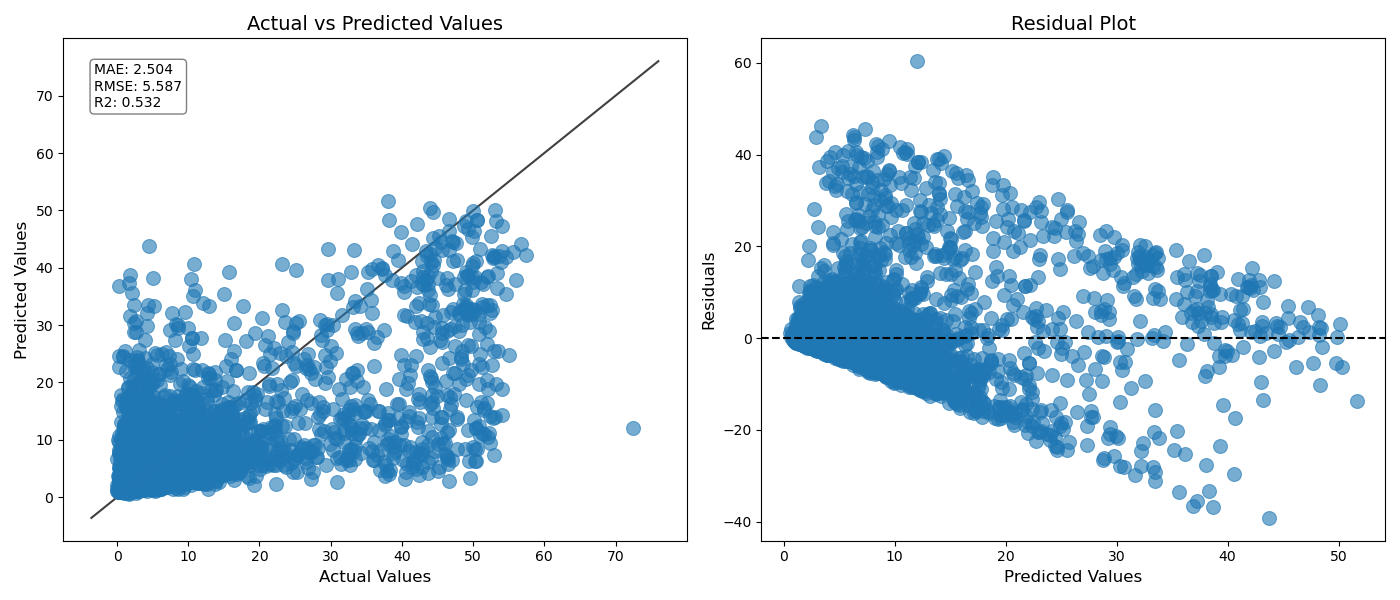 Actual vs Predicted Values
MAE: 2.504
RMSE: 5.587
R2: 0.532
70
60
50
40
30
20
10
0
Predicted Values
0 10 20 30 40 50 60 70
Actual Values
Residual Plot
60
40
20
0
−20
−40
Residuals
0 10 20 30 40 50
Predicted Values